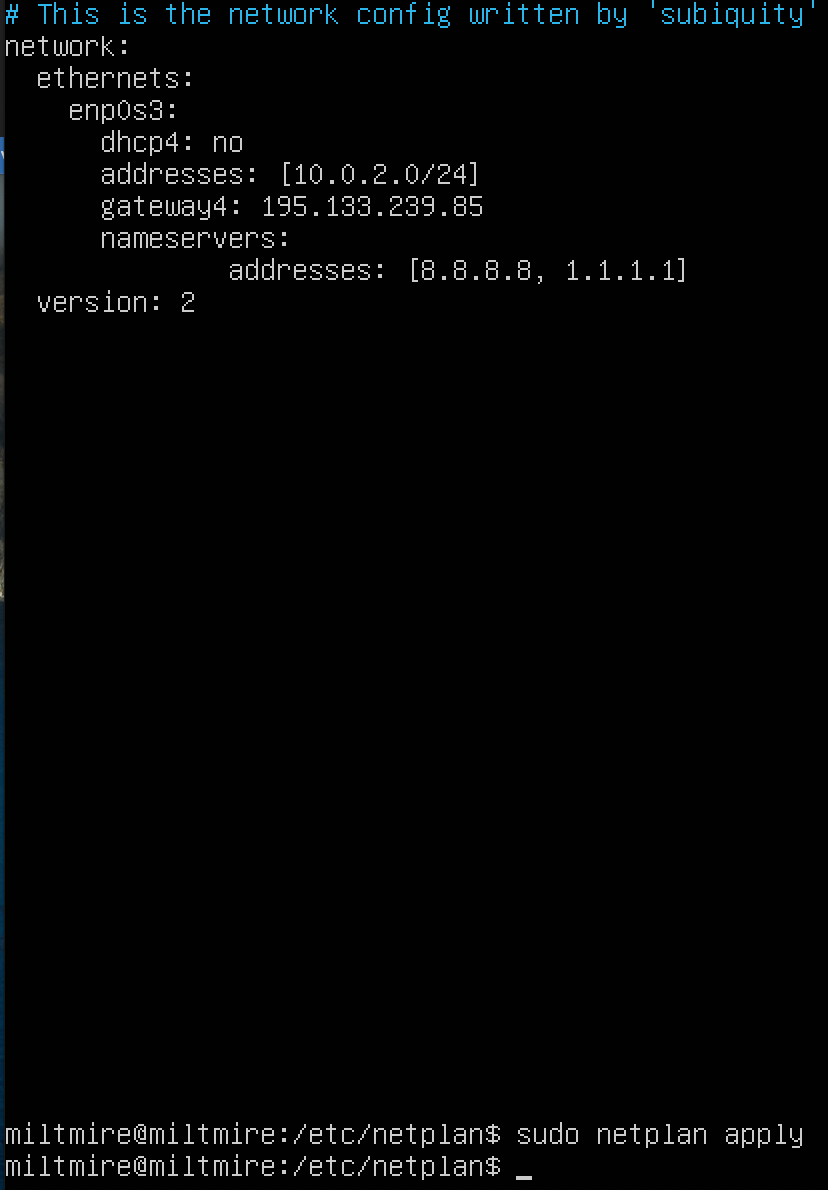 # This is the network config written by 'subiquity'
network:
  ethernets:
    enp0s3:
      dhcp4: no
      addresses: [10.0.2.0/24]
      gateway4: 195.133.239.85
      nameservers:
              addresses: [8.8.8.8, 1.1.1.1]
  version: 2
miltmire@miltmire:/etc/netplan$ sudo netplan apply
miltmire@miltmire:/etc/netplan$ _